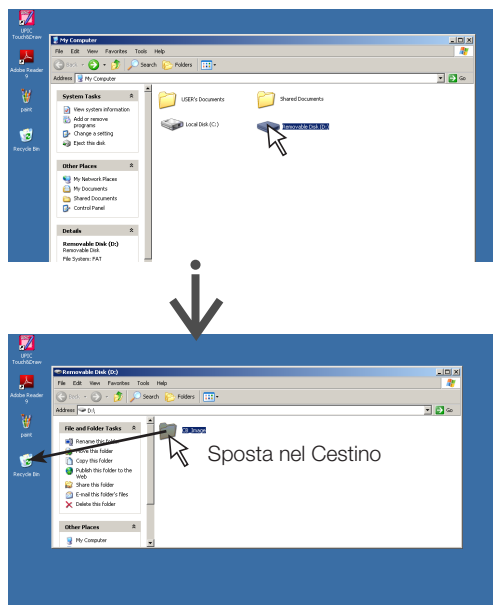 UPIC
Touch&Draw
Adobe Reader
9
paint
Recycle Bin
My Computer
File Edit View Favorites Tools Help
Back Search Folders
Address My Computer Go
System Tasks
View system information
Add or remove
programs
Change a setting
Eject this disk
Other Places
My Network Places
My Documents
Shared Documents
Control Panel
Details
Removable Disk (D:)
Removable Disk
File System: FAT
USER's Documents
Shared Documents
Local Disk (C:)
Removable Disk (D:)
UPIC
Touch&Draw
Adobe Reader
9
paint
Recycle Bin
Removable Disk (D:)
File Edit View Favorites Tools Help
Back Search Folders
Address D:\ Go
File and Folder Tasks
Rename this folder
Move this folder
Copy this folder
Publish this folder to the
Web
Share this folder
E-mail this folder's files
Delete this folder
Other Places
My Computer
CB_Image
Sposta nel Cestino